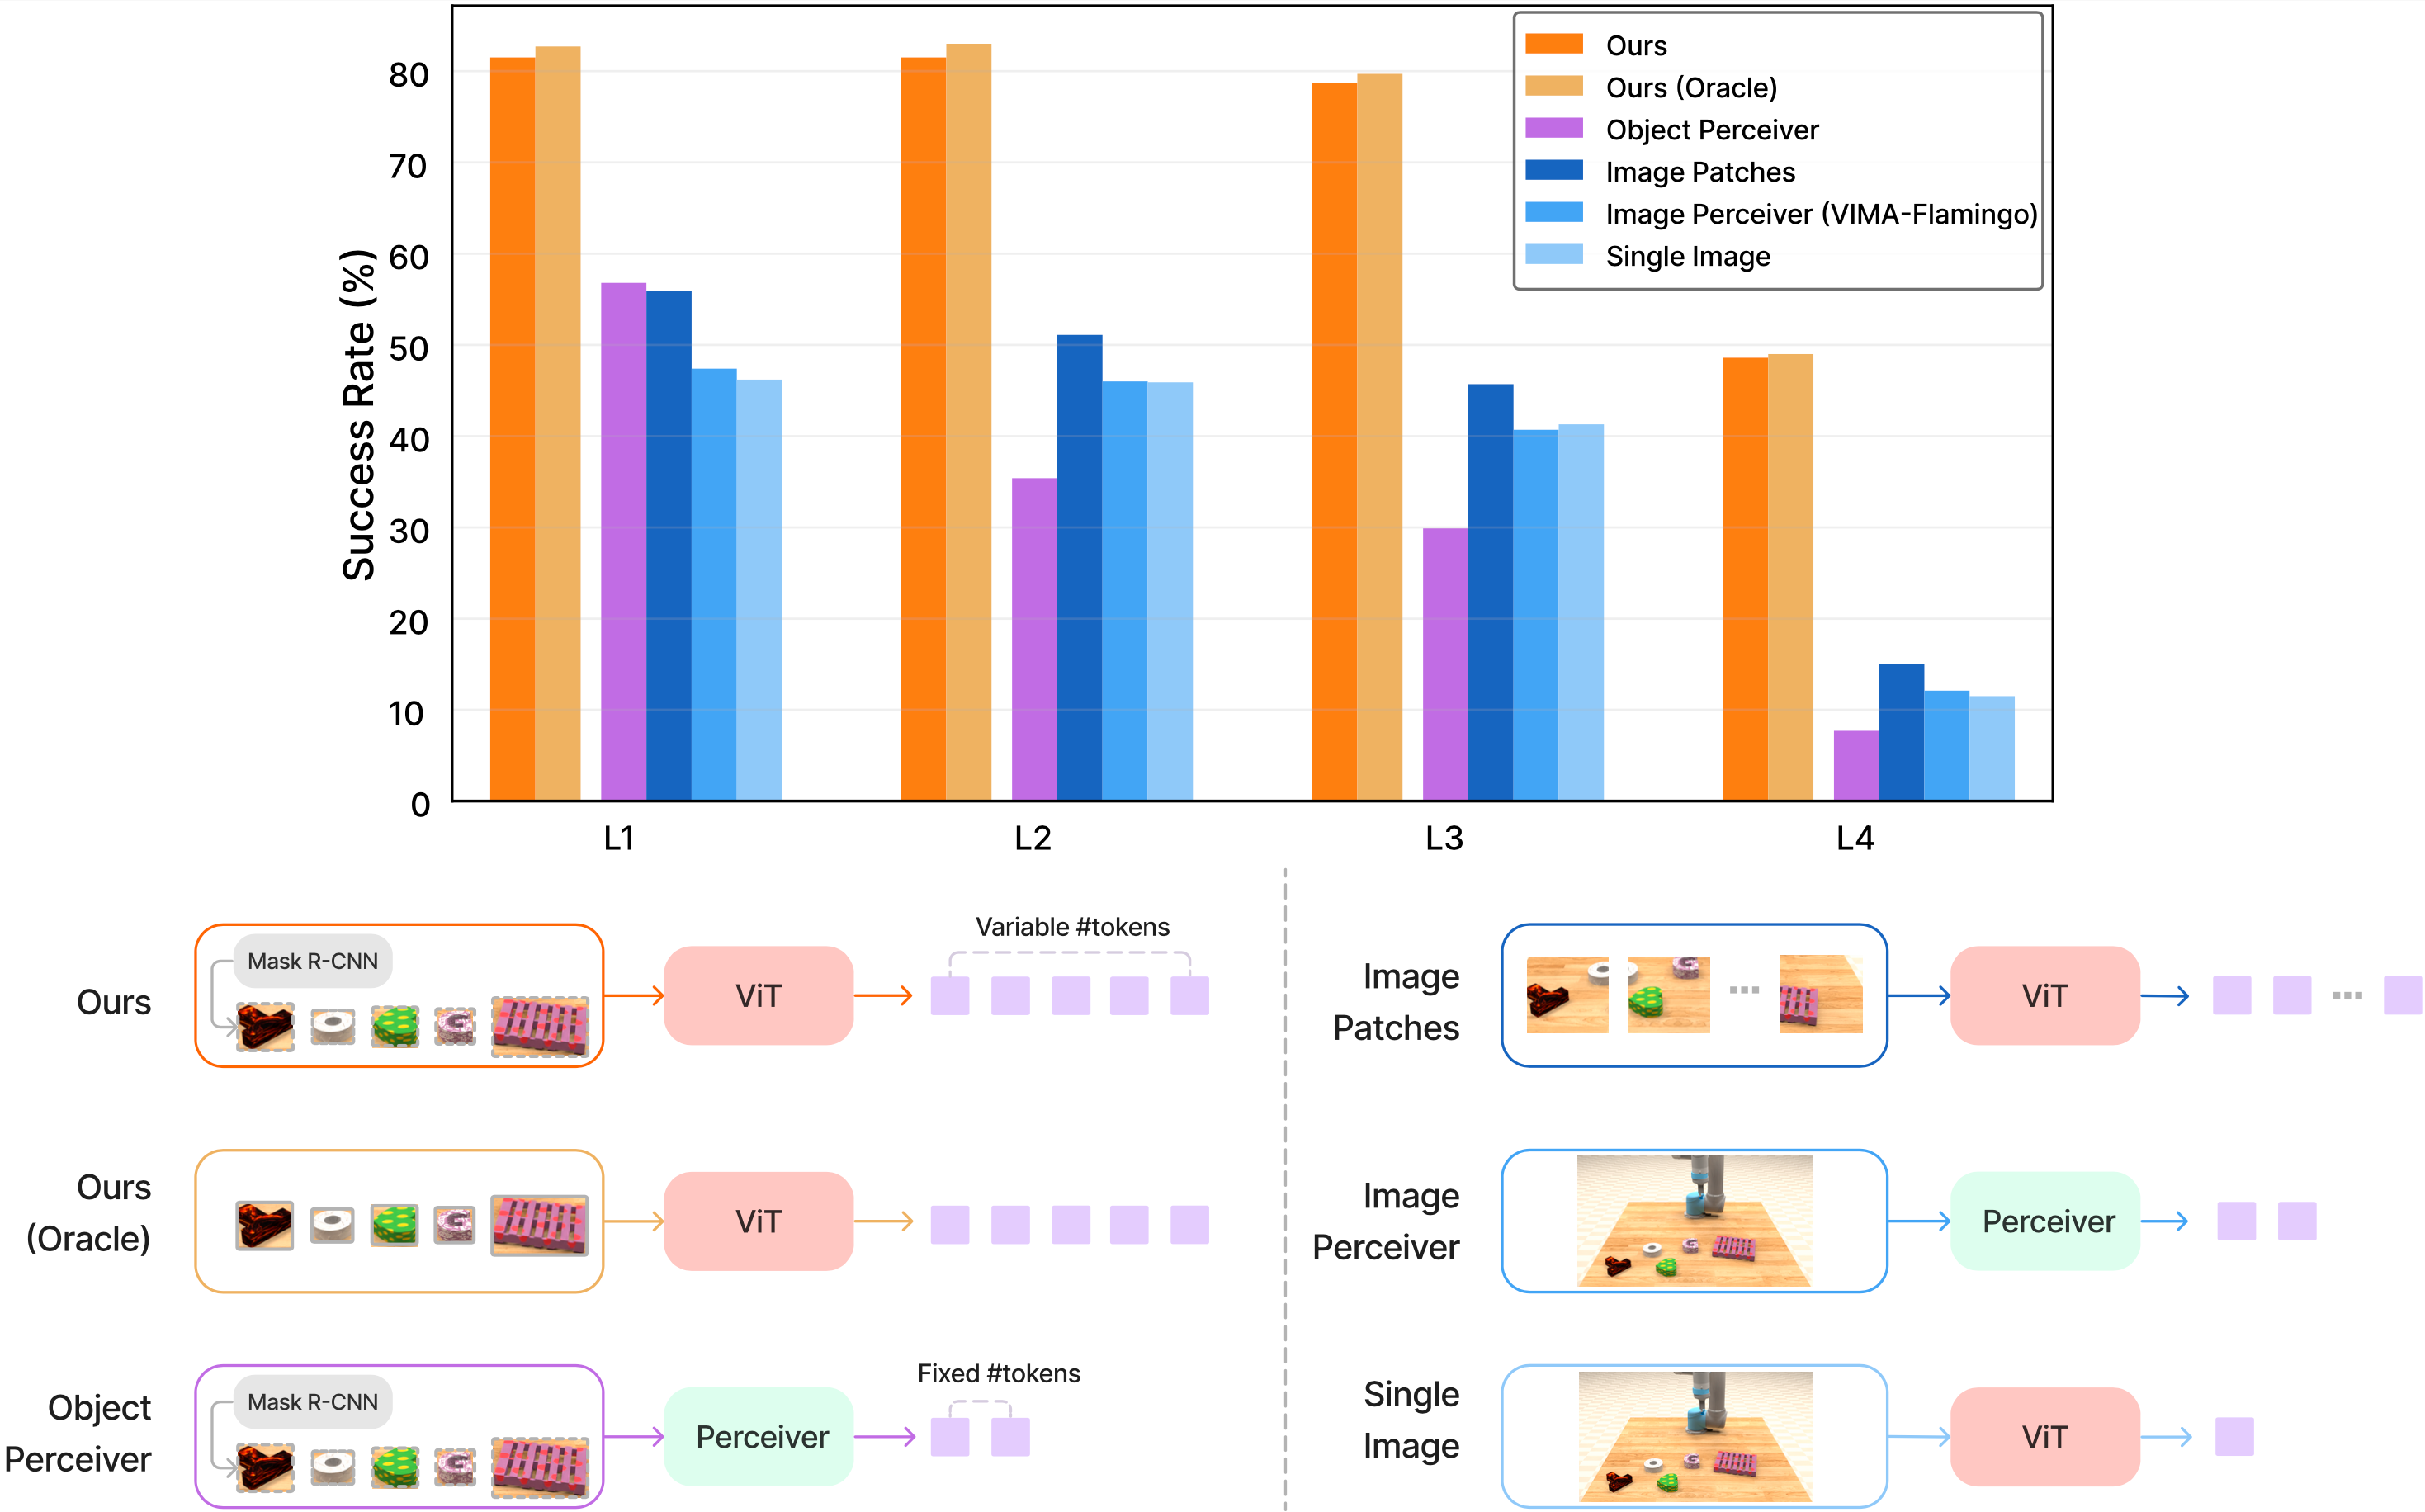 80
70
60
50
40
30
20
10
0
Success Rate (%)
Ours
Ours (Oracle)
Object Perceiver
Image Patches
Image Perceiver (VIMA-Flamingo)
Single Image
L1
L2
L3
L4
Ours
Mask R-CNN
ViT
Variable #tokens
Ours
(Oracle)
ViT
Object
Perceiver
Mask R-CNN
Perceiver
Fixed #tokens
Image
Patches
ViT
Image
Perceiver
Perceiver
Single
Image
ViT